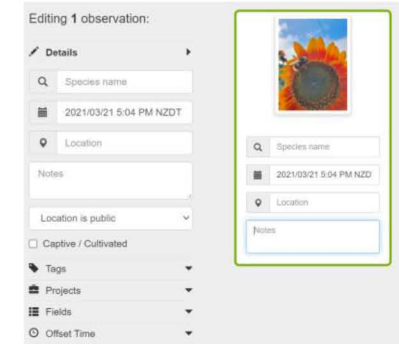 Editing 1 observation:
Details
Species name
2021/03/21 5:04 PM NZDT
Location
Notes
Location is public
Captive / Cultivated
Tags
Projects
Fields
Offset Time
Species name
2021/03/21 5:04 PM NZD
Location
Notes